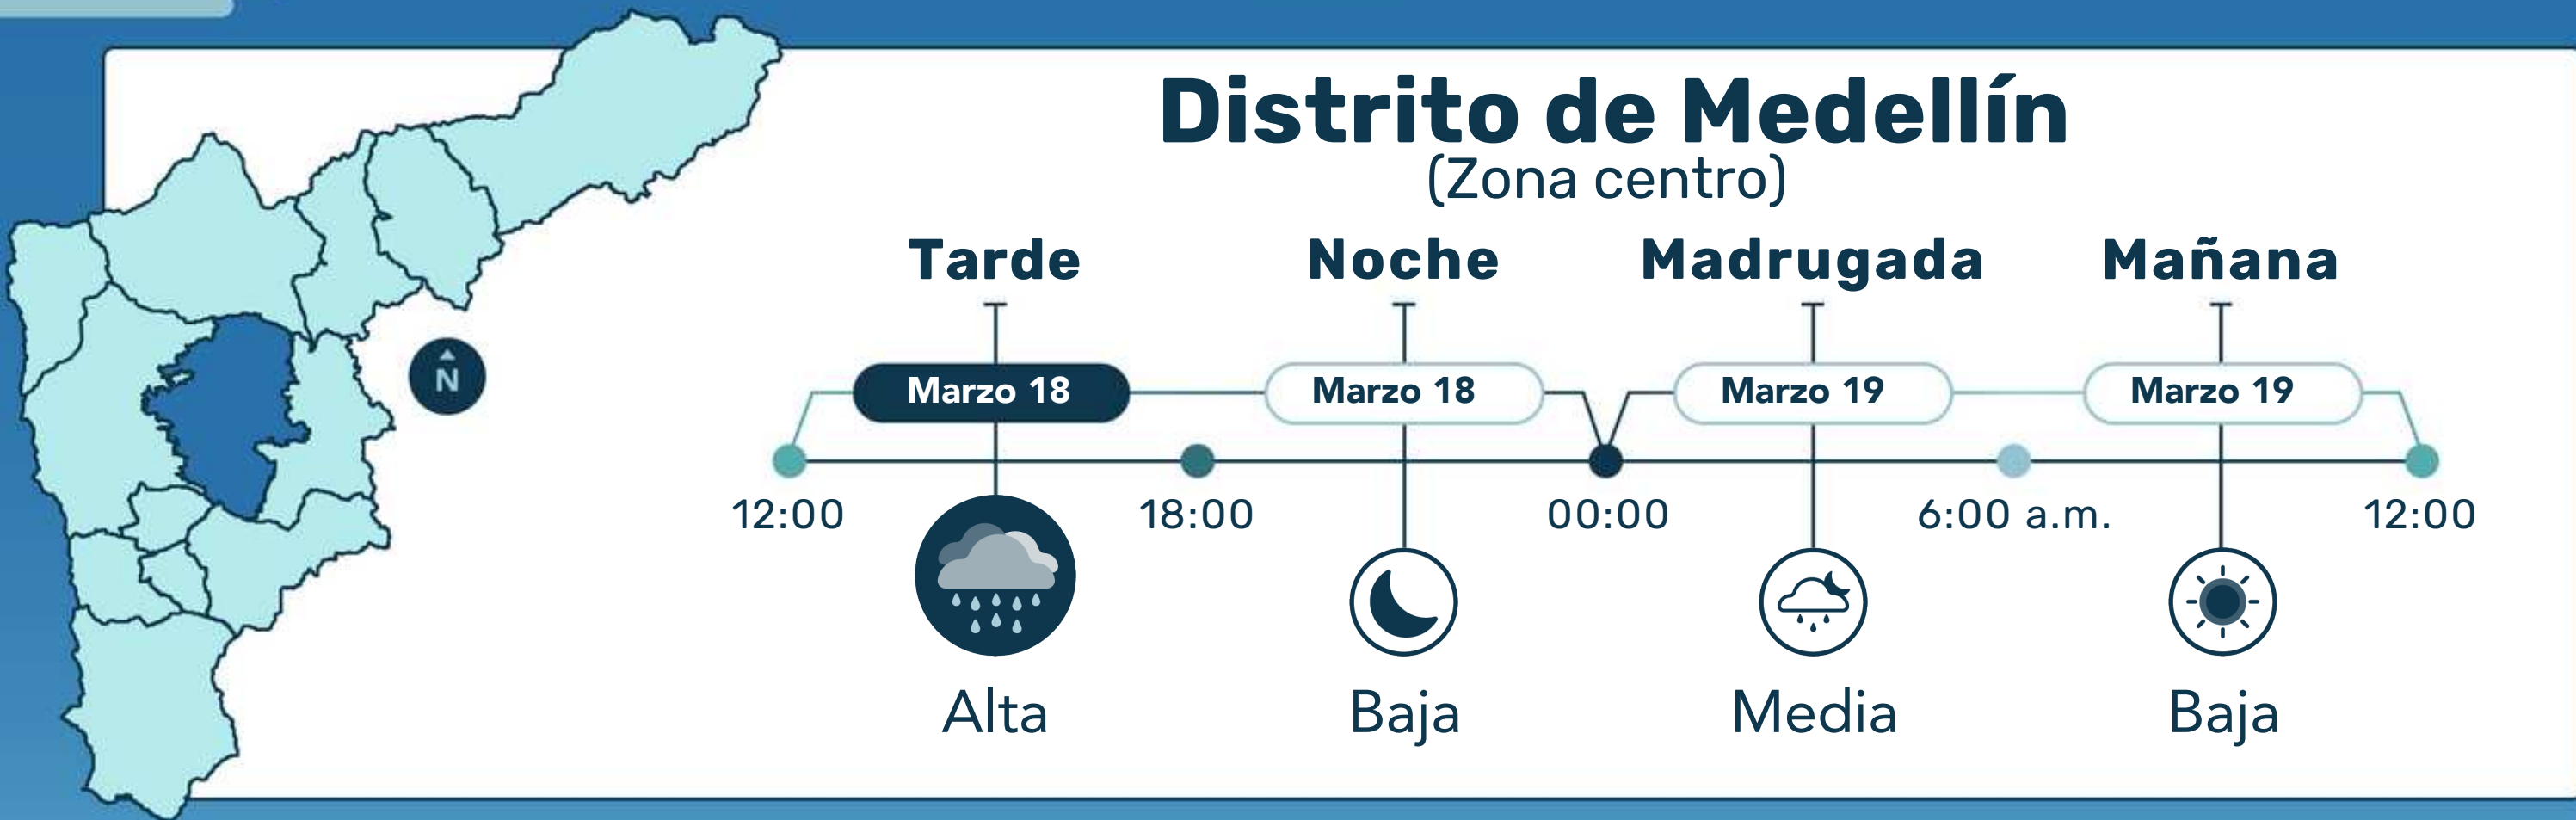 Distrito de Medellín
(Zona centro)
Tarde Noche Madrugada Mañana
Marzo 18 Marzo 18 Marzo 19 Marzo 19
N
12:00 18:00 00:00 6:00 a.m. 12:00
Alta Baja Media Baja